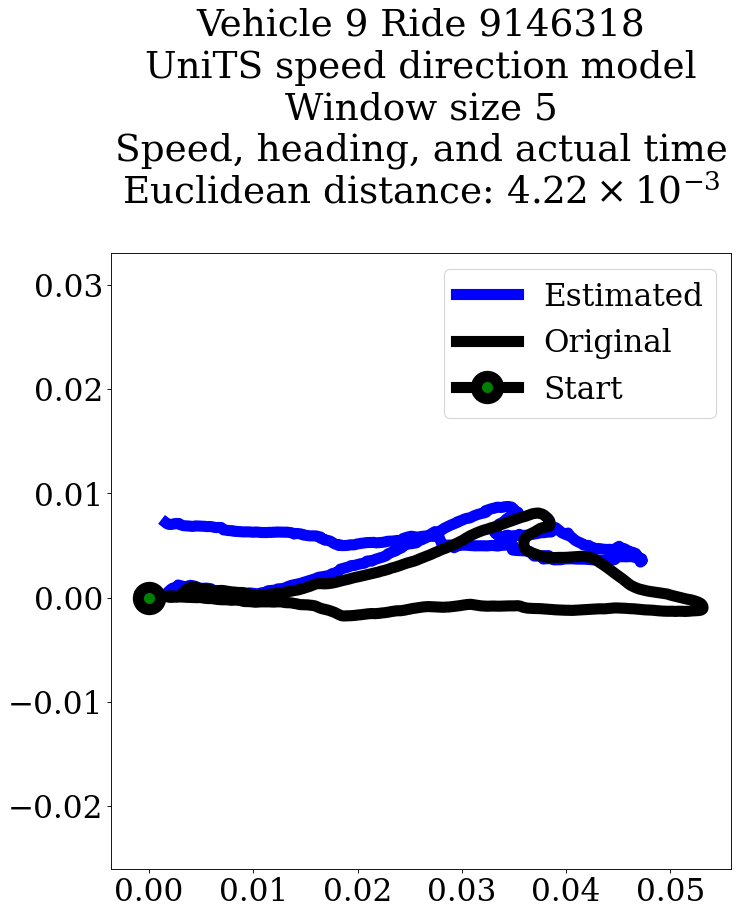 Vehicle 9 Ride 9146318
UniTS speed direction model
Window size 5
Speed, heading, and actual time
Euclidean distance: 4.22 × 10⁻³
Estimated
Original
Start
0.03
0.02
0.01
0.00
−0.01
−0.02
0.00 0.01 0.02 0.03 0.04 0.05